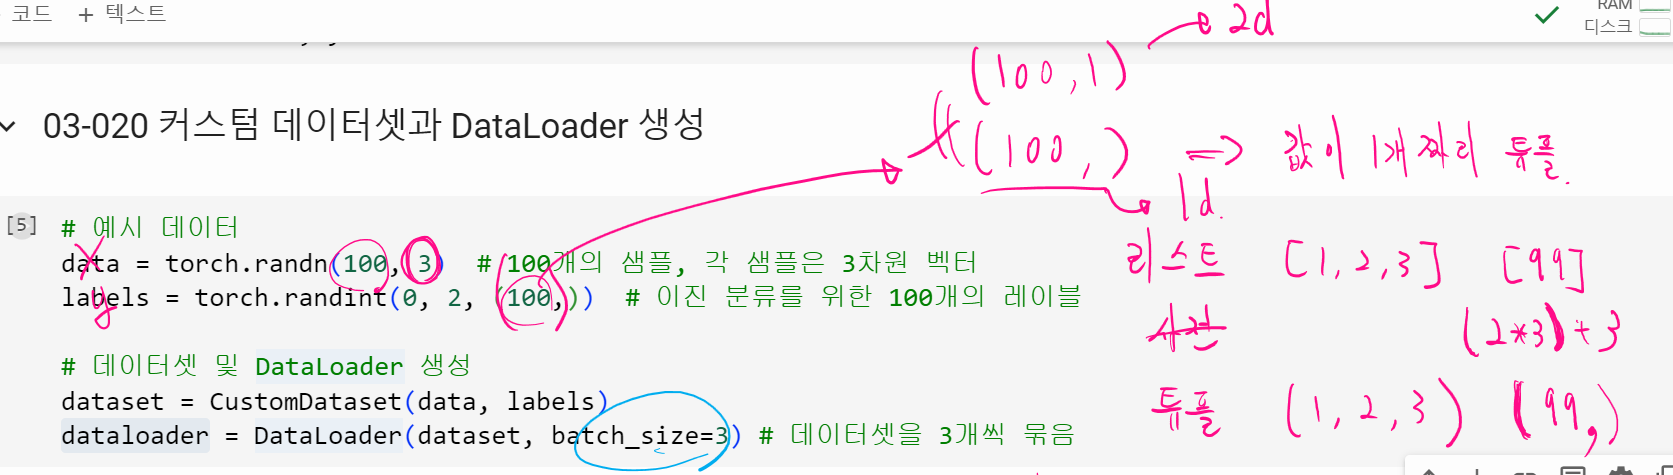 코드 + 텍스트
RAM
디스크
2d
(100,1)
03-020 커스텀 데이터셋과 DataLoader 생성
(100,) => 값이 1개 짜리 튜플.
1d.
[5] # 예시 데이터
X
data = torch.randn(100, 3) # 100개의 샘플, 각 샘플은 3차원 벡터
labels = torch.randint(0, 2, (100,)) # 이진 분류를 위한 100개의 레이블
y
리스트 [1,2,3] [99]
사전 (2*3)+3
# 데이터셋 및 DataLoader 생성
dataset = CustomDataset(data, labels)
dataloader = DataLoader(dataset, batch_size=3) # 데이터셋을 3개씩 묶음
튜플 (1,2,3) (99,)